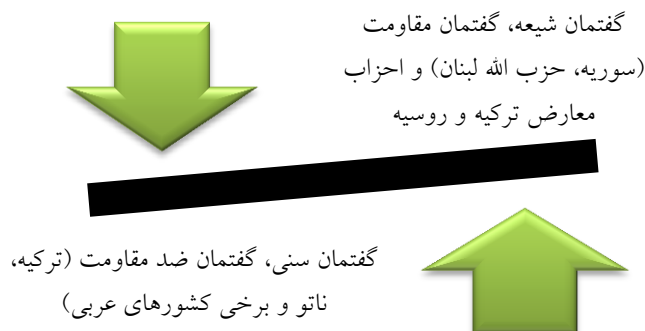 گفتمان شیعه، گفتمان مقاومت
(سوریه، حزب الله لبنان) و احزاب
معارض ترکیه و روسیه
گفتمان سنی، گفتمان ضد مقاومت (ترکیه،
ناتو و برخی کشورهای عربی)